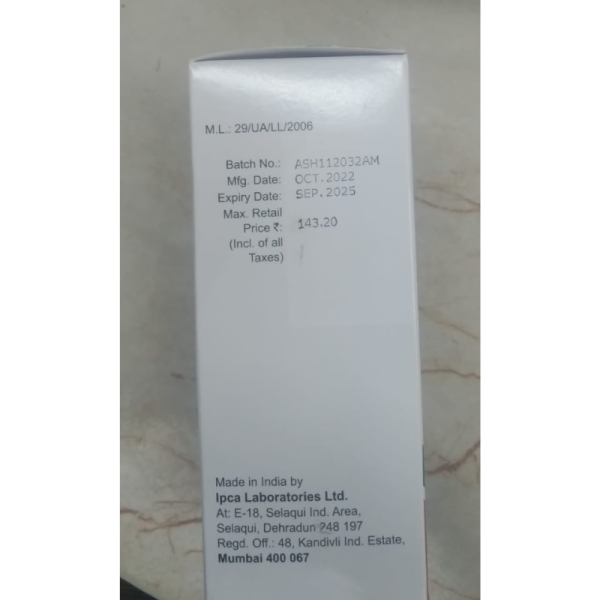 M.L.: 29/UA/LL/2006
Batch No.: ASH112032AM
Mfg. Date: OCT.2022
Expiry Date: SEP.2025
Max. Retail
Price ₹: 143.20
(Incl. of all
Taxes)
Made in India by
Ipca Laboratories Ltd.
At: E-18, Selaqui Ind. Area,
Selaqui, Dehradun 248 197
Regd. Off.: 48, Kandivli Ind. Estate,
Mumbai 400 067